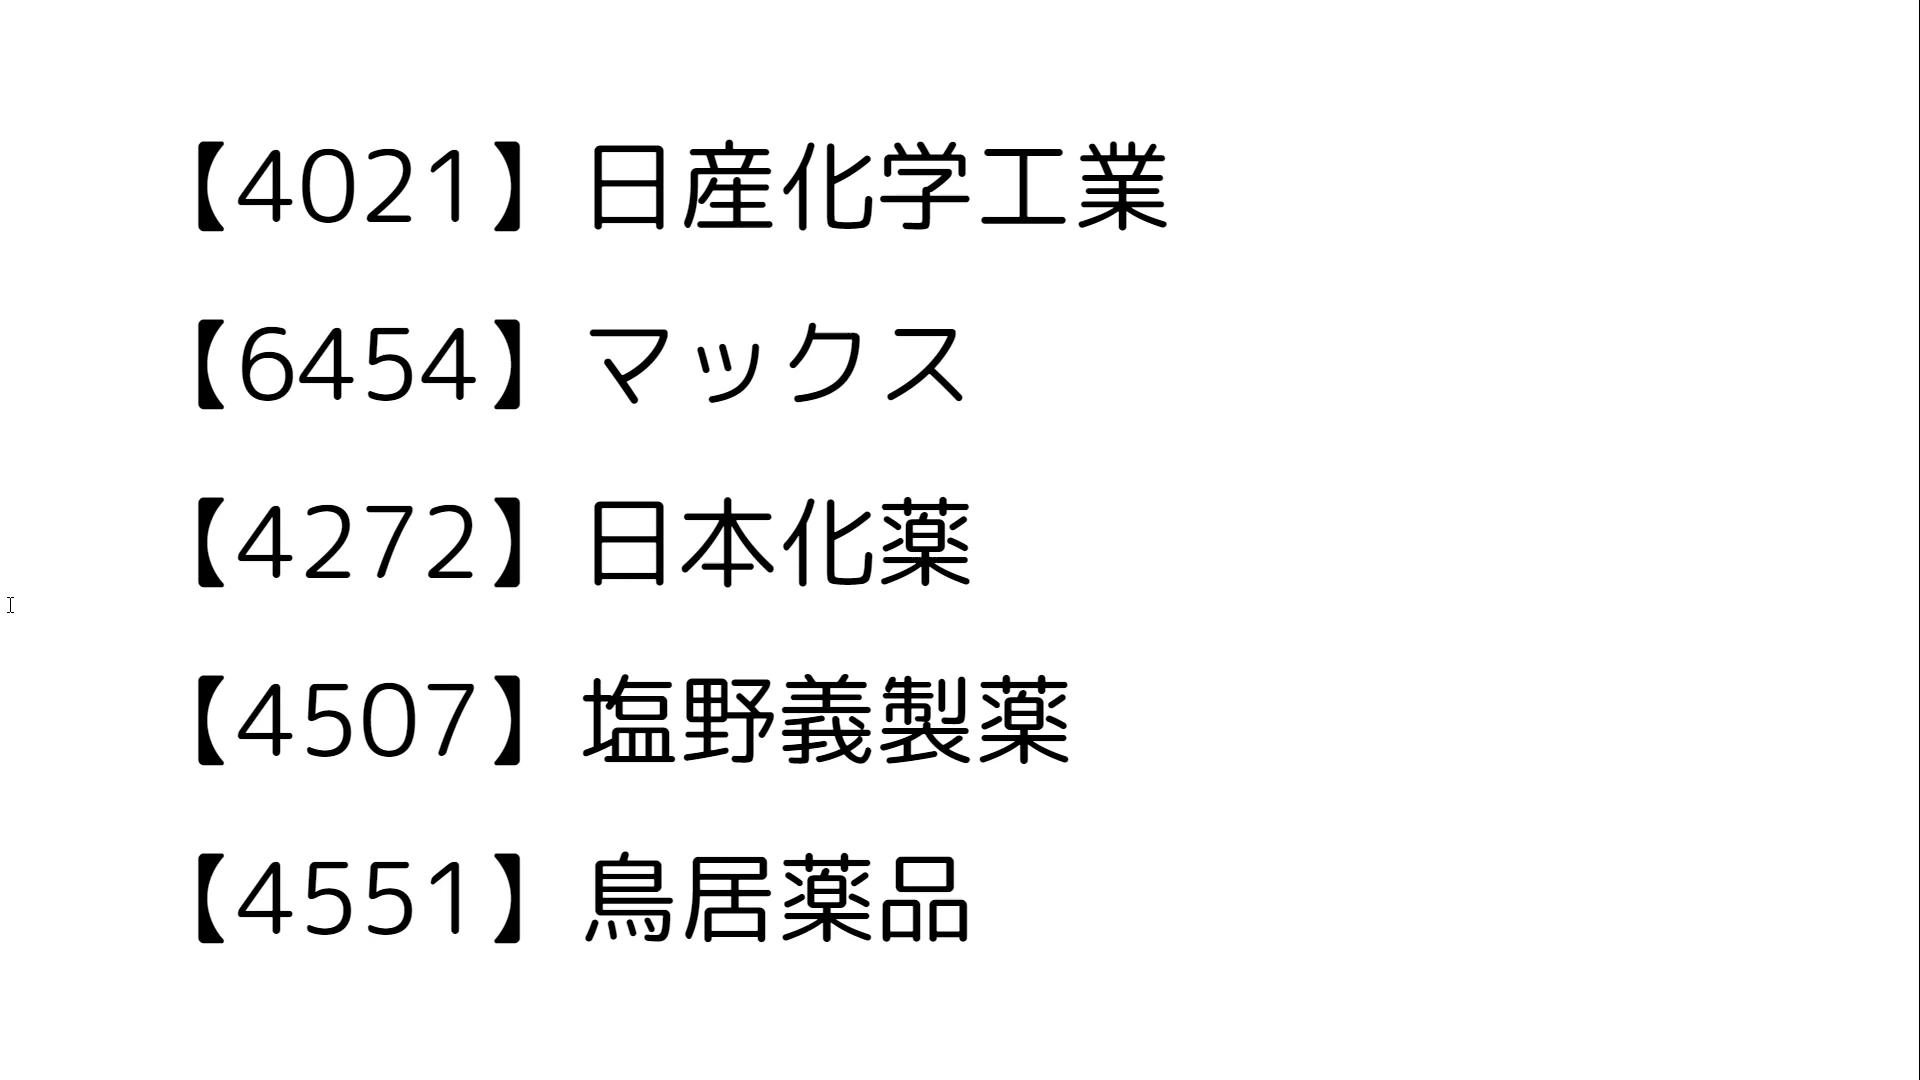 【4021】日産化学工業
【6454】マックス
【4272】日本化薬
【4507】塩野義製薬
【4551】鳥居薬品